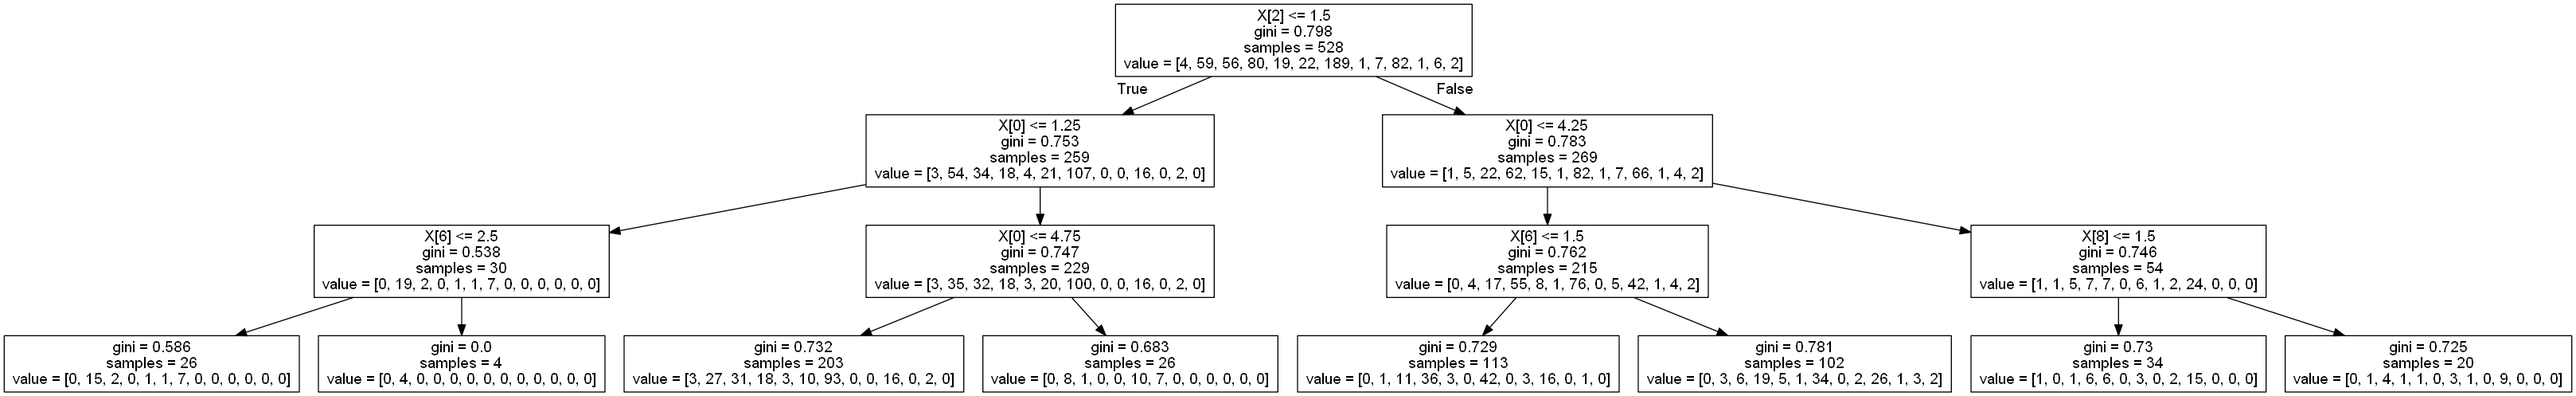 X[2] <= 1.5
gini = 0.798
samples = 528
value = [4, 59, 56, 80, 19, 22, 189, 1, 7, 82, 1, 6, 2]
True
False
X[0] <= 1.25
gini = 0.753
samples = 259
value = [3, 54, 34, 18, 4, 21, 107, 0, 0, 16, 0, 2, 0]
X[0] <= 4.25
gini = 0.783
samples = 269
value = [1, 5, 22, 62, 15, 1, 82, 1, 7, 66, 1, 4, 2]
X[6] <= 2.5
gini = 0.538
samples = 30
value = [0, 19, 2, 0, 1, 1, 7, 0, 0, 0, 0, 0, 0]
X[0] <= 4.75
gini = 0.747
samples = 229
value = [3, 35, 32, 18, 3, 20, 100, 0, 0, 16, 0, 2, 0]
X[6] <= 1.5
gini = 0.762
samples = 215
value = [0, 4, 17, 55, 8, 1, 76, 0, 5, 42, 1, 4, 2]
X[8] <= 1.5
gini = 0.746
samples = 54
value = [1, 1, 5, 7, 7, 0, 6, 1, 2, 24, 0, 0, 0]
gini = 0.586
samples = 26
value = [0, 15, 2, 0, 1, 1, 7, 0, 0, 0, 0, 0, 0]
gini = 0.0
samples = 4
value = [0, 4, 0, 0, 0, 0, 0, 0, 0, 0, 0, 0, 0]
gini = 0.732
samples = 203
value = [3, 27, 31, 18, 3, 10, 93, 0, 0, 16, 0, 2, 0]
gini = 0.683
samples = 26
value = [0, 8, 1, 0, 0, 10, 7, 0, 0, 0, 0, 0, 0]
gini = 0.729
samples = 113
value = [0, 1, 11, 36, 3, 0, 42, 0, 3, 16, 0, 1, 0]
gini = 0.781
samples = 102
value = [0, 3, 6, 19, 5, 1, 34, 0, 2, 26, 1, 3, 2]
gini = 0.73
samples = 34
value = [1, 0, 1, 6, 6, 0, 3, 0, 2, 15, 0, 0, 0]
gini = 0.725
samples = 20
value = [0, 1, 4, 1, 1, 0, 3, 1, 0, 9, 0, 0, 0]